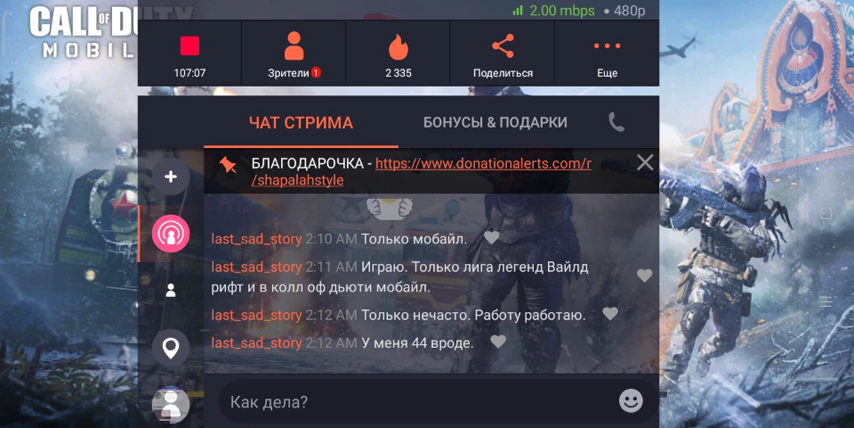 CALL OF DU
MOBIL
2.00 mbps • 480p
107:07
Зрители 1
2 335
Поделиться
Еще
ЧАТ СТРИМА
БОНУСЫ & ПОДАРКИ
БЛАГОДАРОЧКА - https://www.donationalerts.com/r
/shapalahstyle
last_sad_story 2:10 AM Только мобайл.
last_sad_story 2:11 AM Играю. Только лига легенд Вайлд
рифт и в колл оф дьюти мобайл.
last_sad_story 2:12 AM Только нечасто. Работу работаю.
last_sad_story 2:12 AM У меня 44 вроде.
Как дела?